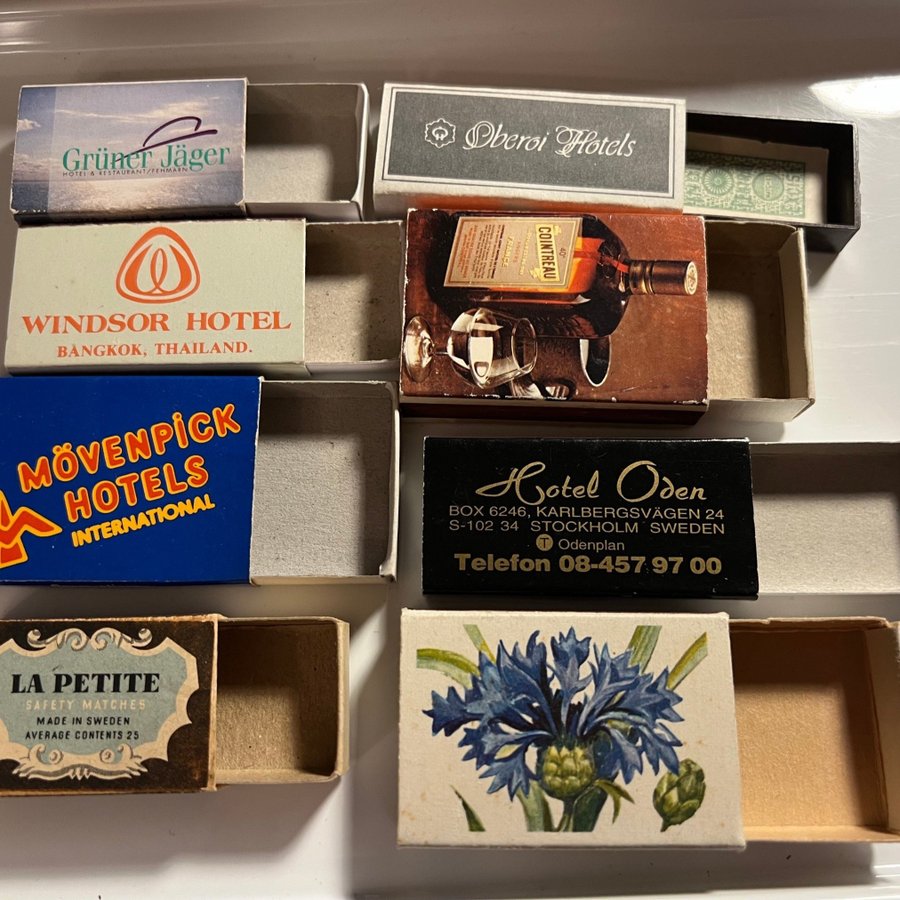 Grüner Jäger
HOTEL & RESTAURANT/FEHMARN
Oberoi Hotels
WINDSOR HOTEL
BANGKOK, THAILAND.
COINTREAU
MÖVENPICK
HOTELS
INTERNATIONAL
Hotel Oden
BOX 6246, KARLBERGSVÄGEN 24
S-102 34 STOCKHOLM SWEDEN
T Odenplan
Telefon 08-457 97 00
LA PETITE
SAFETY MATCHES
MADE IN SWEDEN
AVERAGE CONTENTS 25